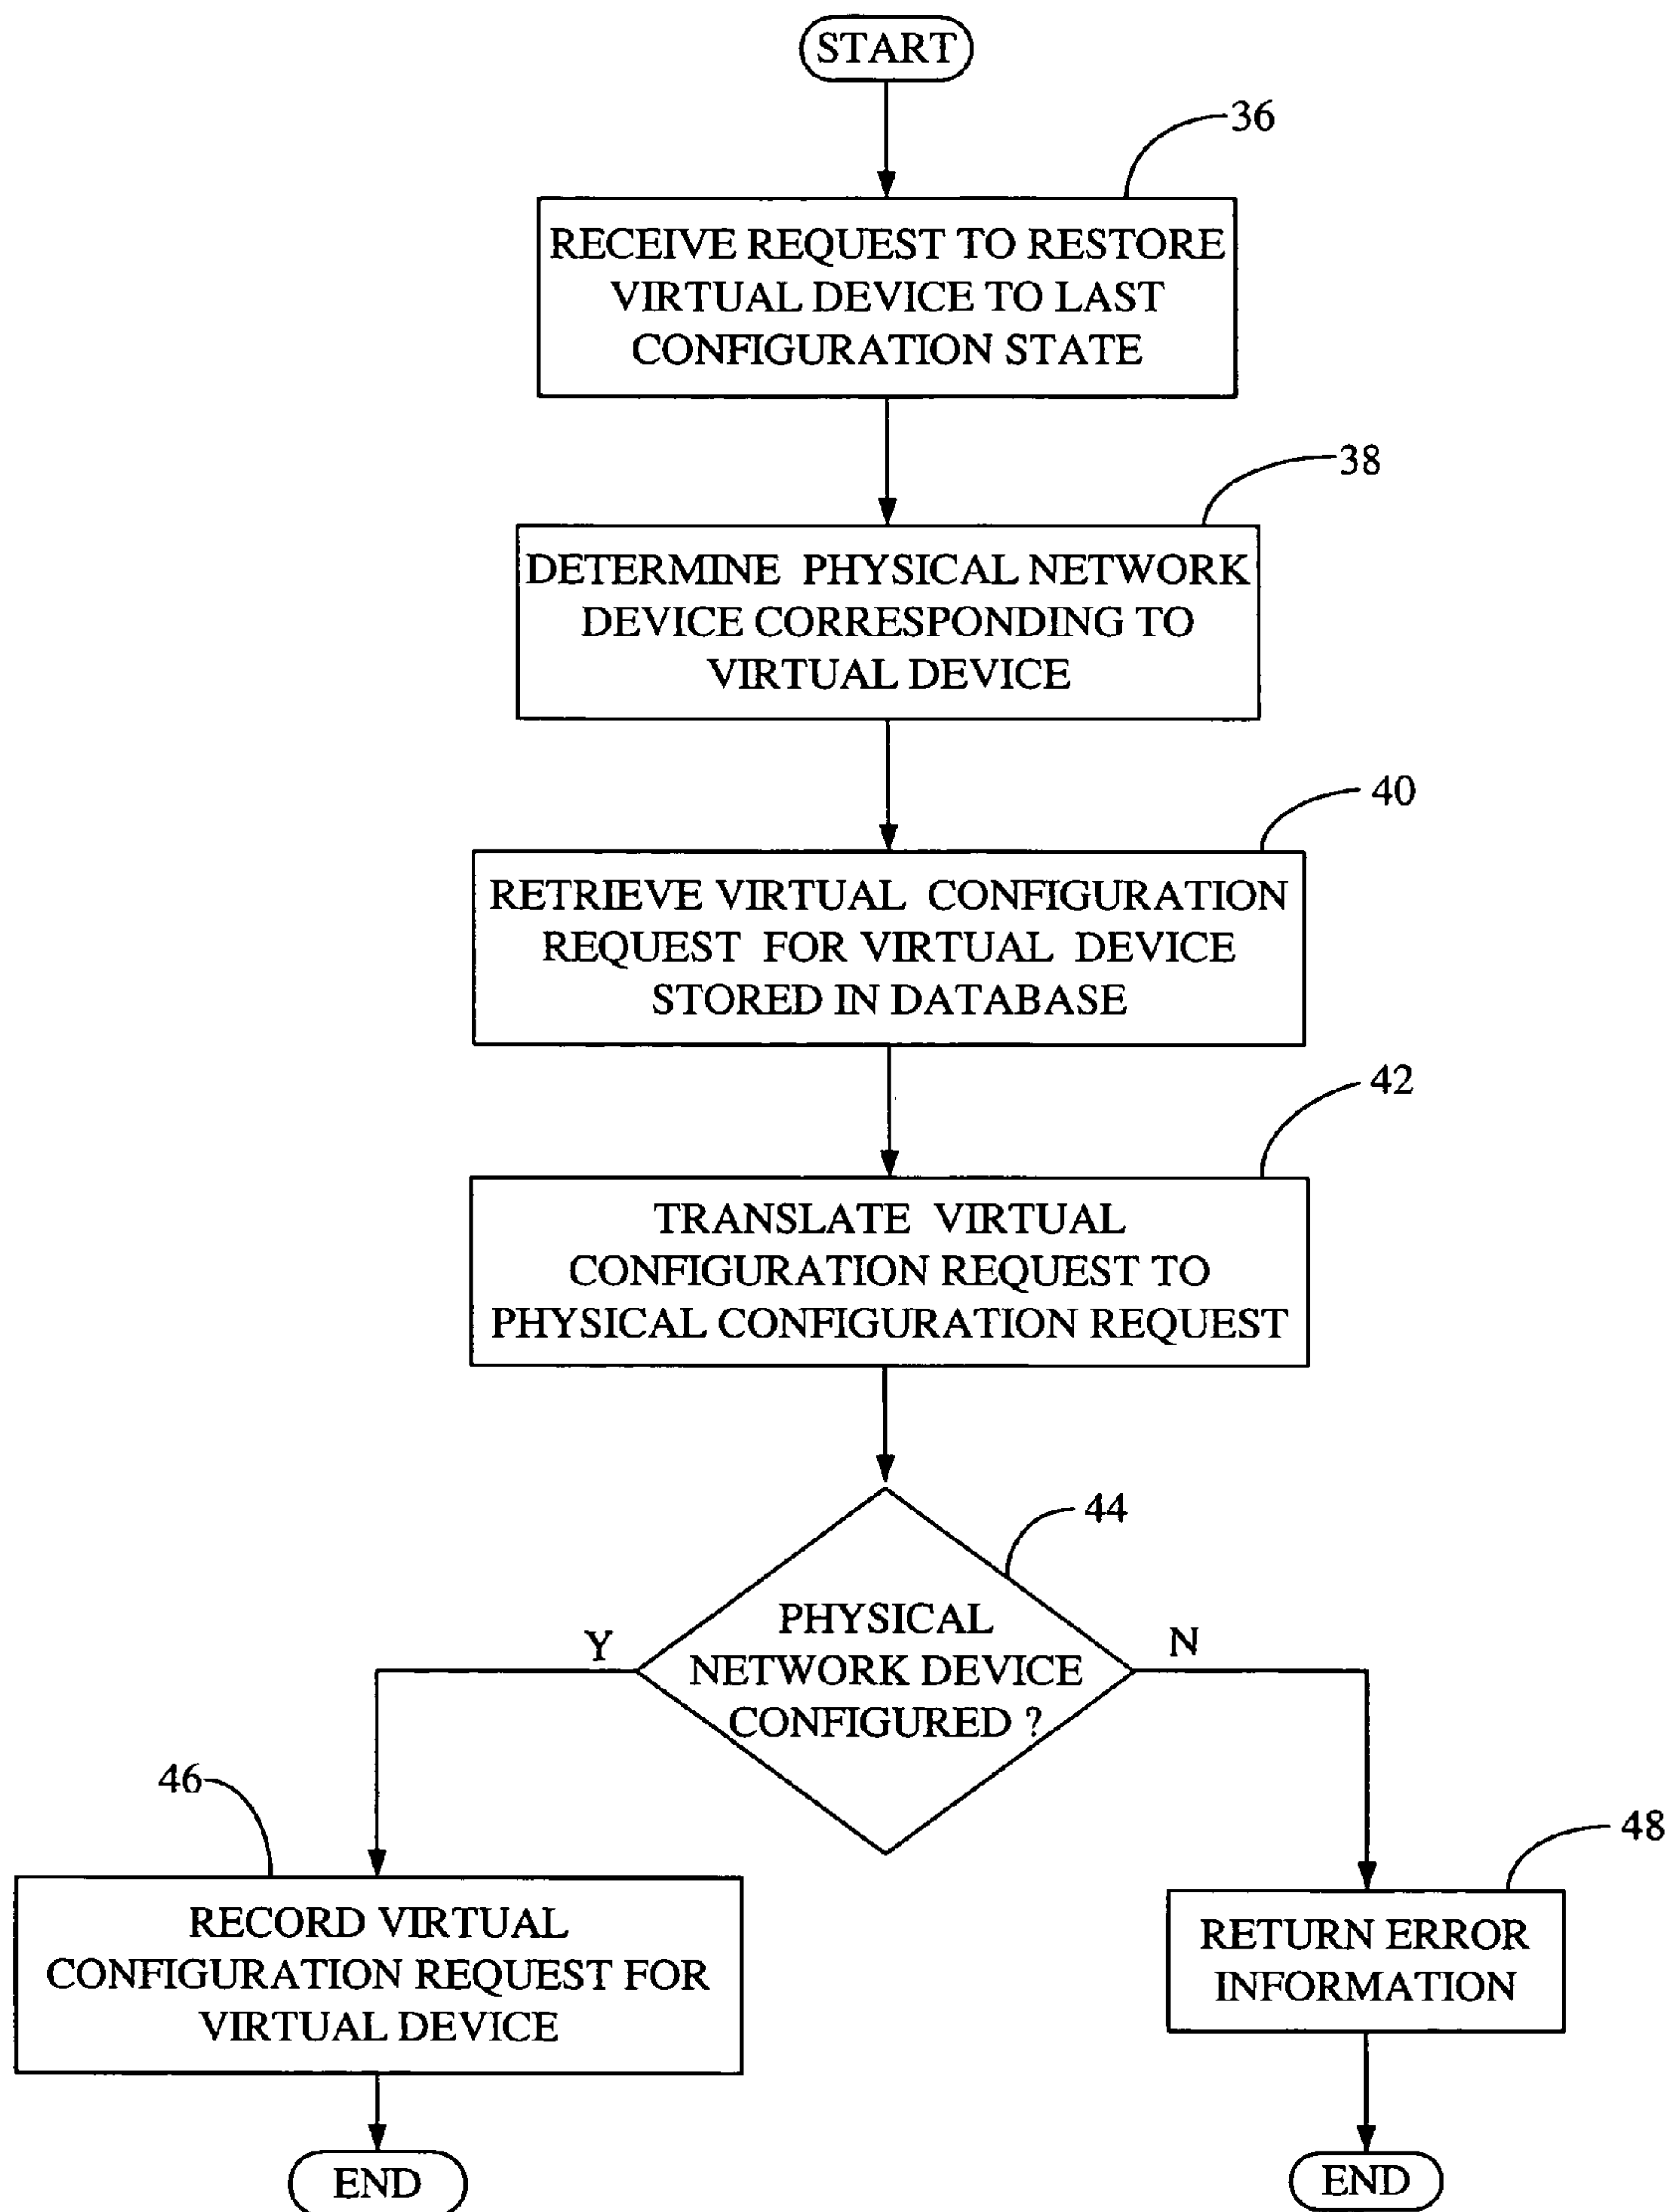 START
36
RECEIVE REQUEST TO RESTORE
VIRTUAL DEVICE TO LAST
CONFIGURATION STATE
38
DETERMINE PHYSICAL NETWORK
DEVICE CORRESPONDING TO
VIRTUAL DEVICE
40
RETRIEVE VIRTUAL CONFIGURATION
REQUEST FOR VIRTUAL DEVICE
STORED IN DATABASE
42
TRANSLATE VIRTUAL
CONFIGURATION REQUEST TO
PHYSICAL CONFIGURATION REQUEST
44
PHYSICAL
NETWORK DEVICE
CONFIGURED ?
Y
N
46
RECORD VIRTUAL
CONFIGURATION REQUEST FOR
VIRTUAL DEVICE
END
48
RETURN ERROR
INFORMATION
END